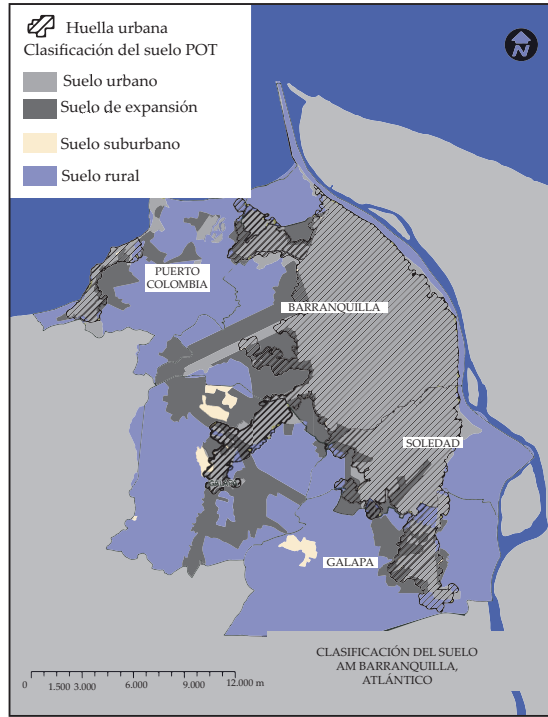 Huella urbana
Clasificación del suelo POT
Suelo urbano
Suelo de expansión
Suelo suburbano
Suelo rural
N
PUERTO
COLOMBIA
BARRANQUILLA
SOLEDAD
GALAPA
CLASIFICACIÓN DEL SUELO
AM BARRANQUILLA,
ATLÁNTICO
0 1.500 3.000 6.000 9.000 12.000 m